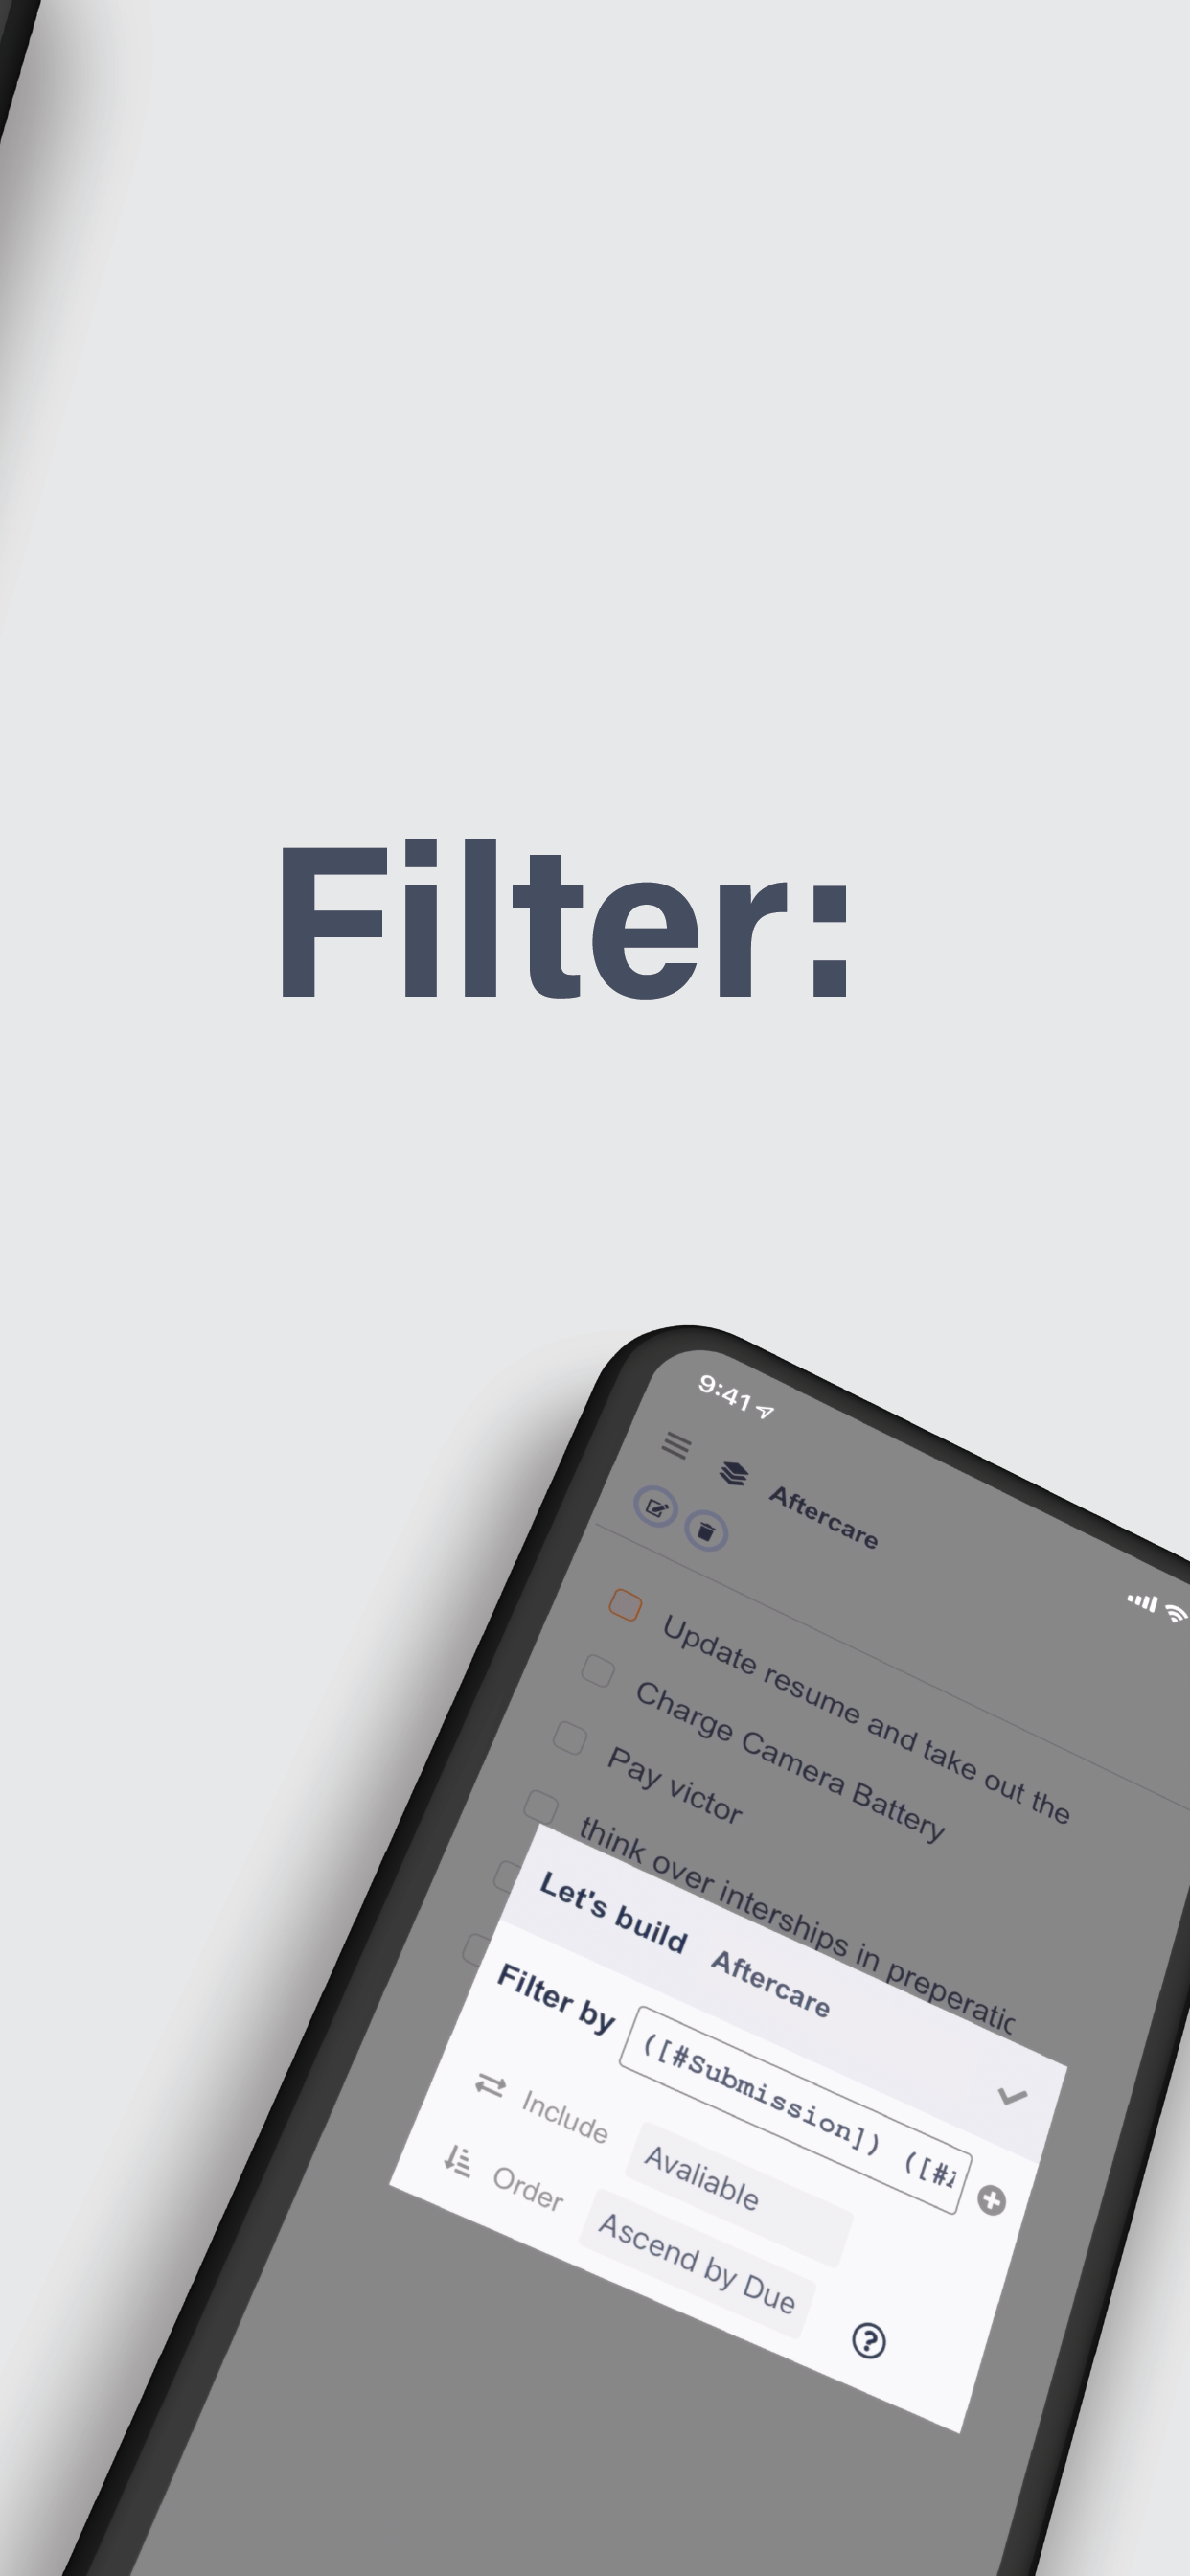 Filter:
9:41
Aftercare
Update resume and take out the
Charge Camera Battery
Pay victor
think over interships in preperatic
Let's build Aftercare
Filter by ([#Submission]) ([#
Include Avaliable
Order Ascend by Due